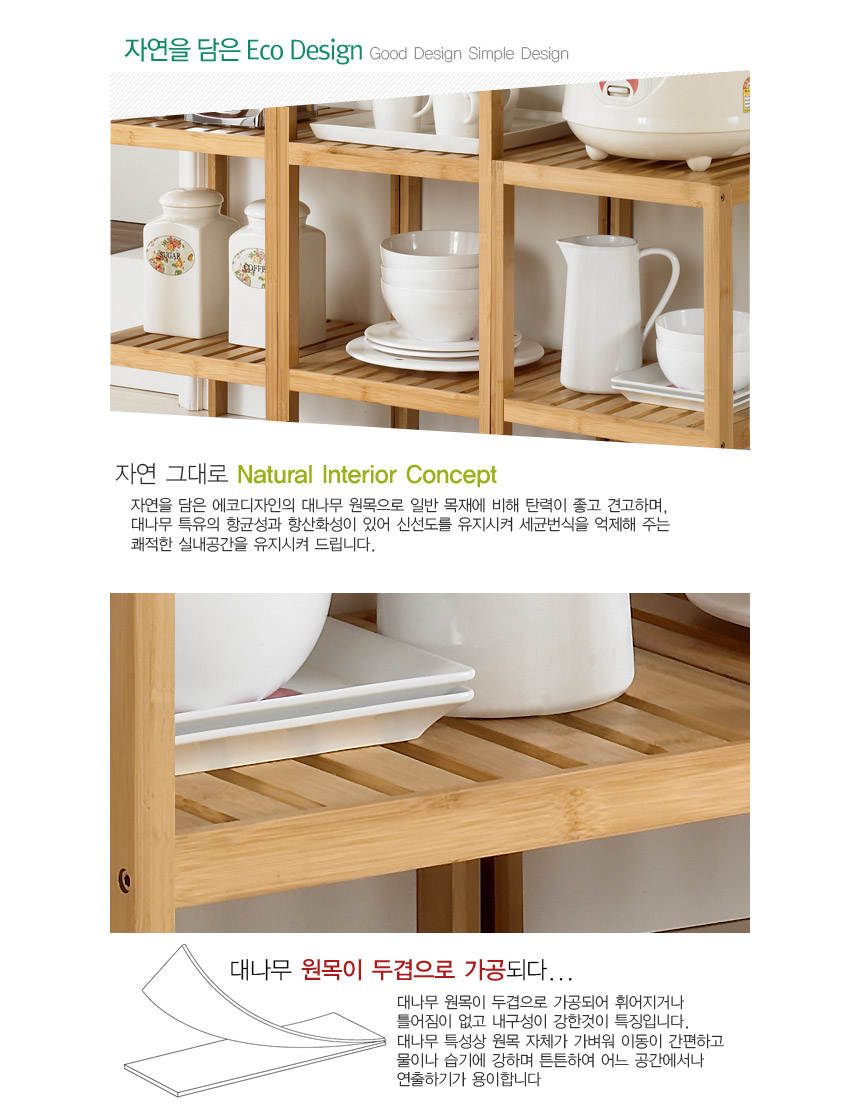 자연을 담은 Eco Design Good Design Simple Design
SUGAR
COFFE
자연 그대로 Natural Interior Concept
자연을 담은 에코디자인의 대나무 원목으로 일반 목재에 비해 탄력이 좋고 견고하며,
대나무 특유의 항균성과 항산화성이 있어 신선도를 유지시켜 세균번식을 억제해 주는
쾌적한 실내공간을 유지시켜 드립니다.
대나무 원목이 두겹으로 가공되다...
대나무 원목이 두겹으로 가공되어 휘어지거나
틀어짐이 없고 내구성이 강한것이 특징입니다.
대나무 특성상 원목 자체가 가벼워 이동이 간편하고
물이나 습기에 강하며 튼튼하여 어느 공간에서나
연출하기가 용이합니다